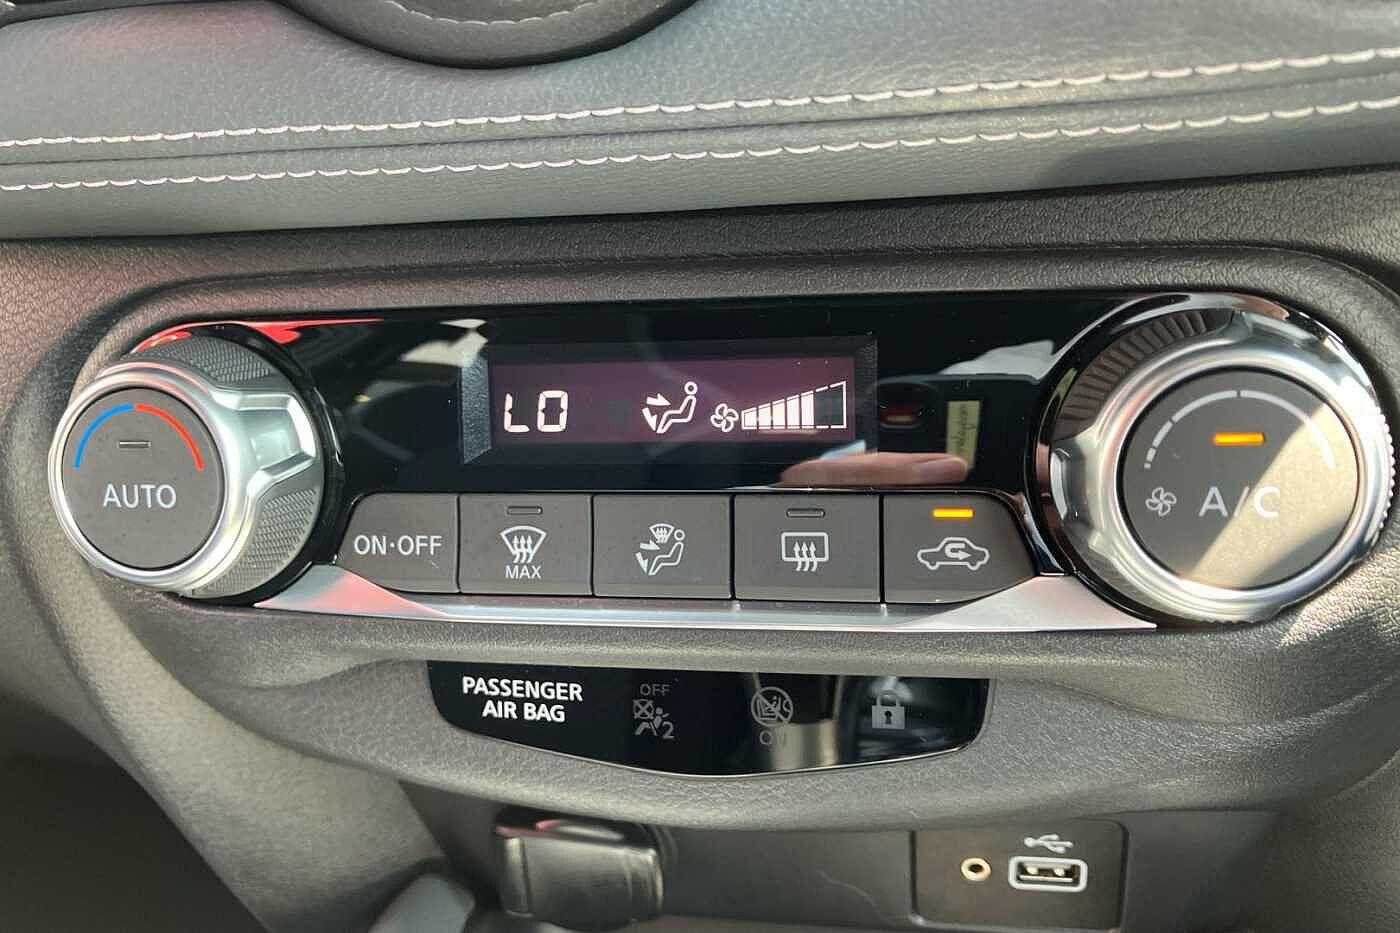 LO
AUTO
ON·OFF
MAX
A/C
PASSENGER
AIR BAG
OFF
2
ON